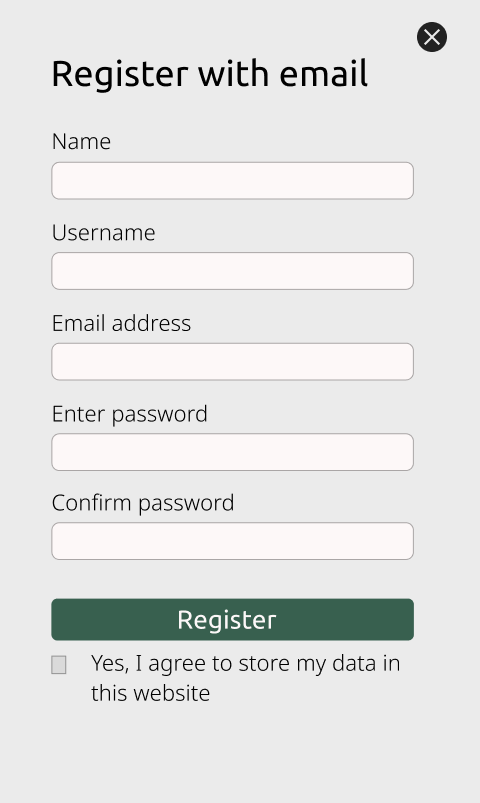 Register with email
Name
Username
Email address
Enter password
Confirm password
Register
Yes, I agree to store my data in
this website